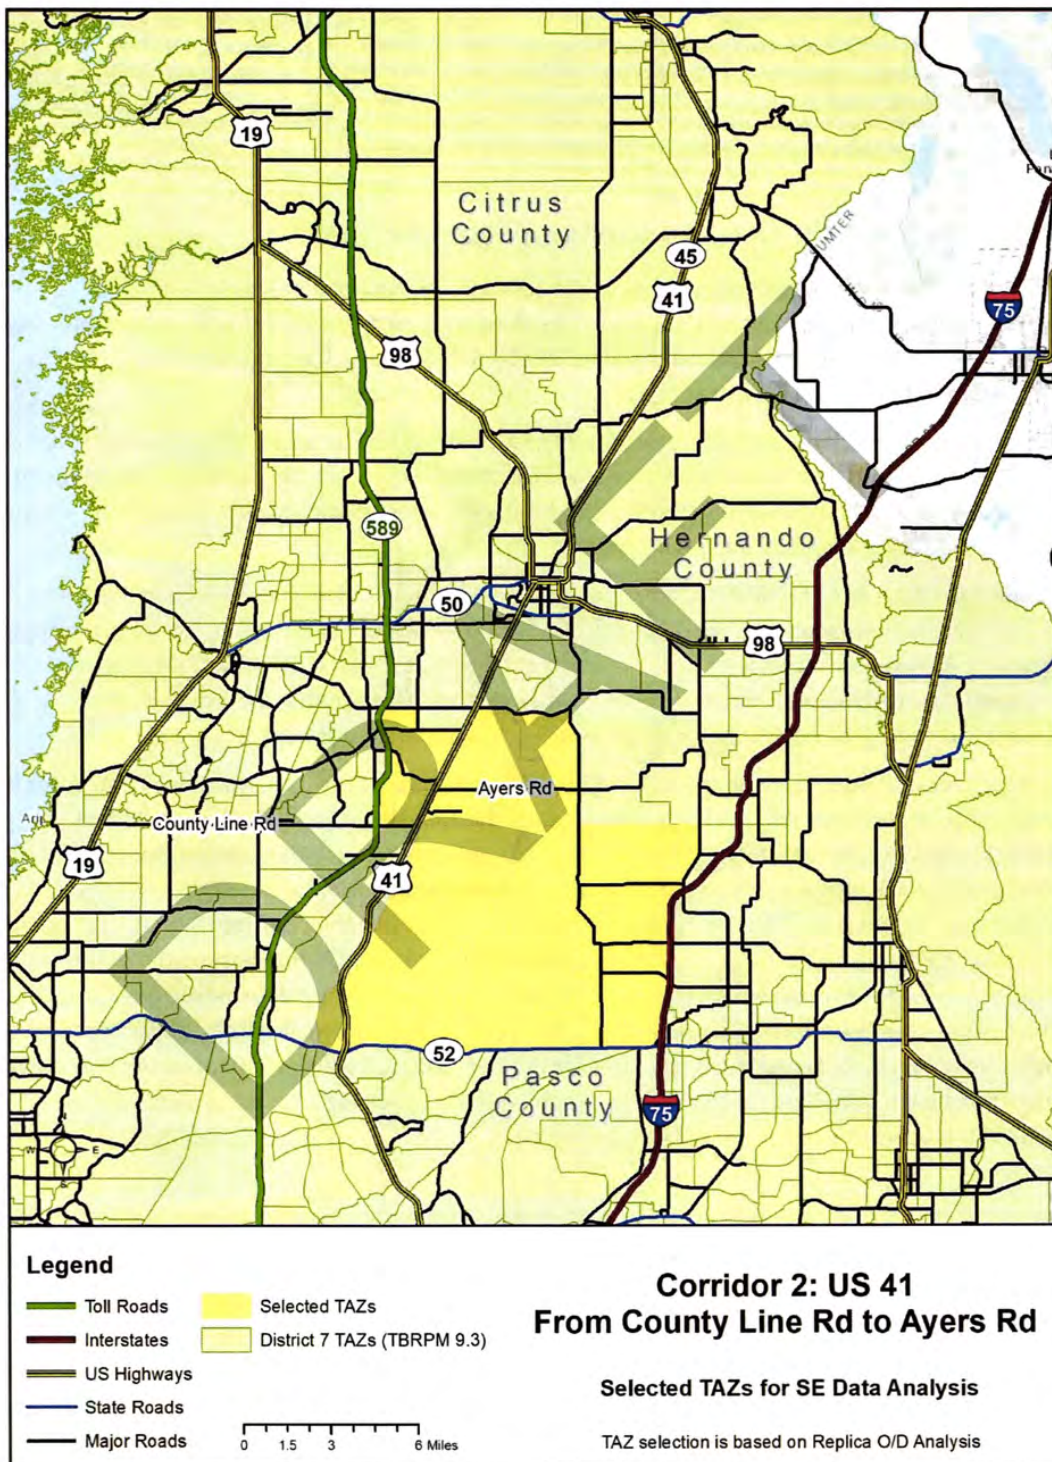 19
Citrus
County
45
41
UMTER
75
98
589
Hernando
County
50
98
Ayers Rd
County Line Rd
19
41
52
Pasco
County
75
W
E
DRAFT
Legend
Toll Roads
Interstates
US Highways
State Roads
Major Roads
Selected TAZs
District 7 TAZs (TBRPM 9.3)
0 1.5 3 6 Miles
Corridor 2: US 41
From County Line Rd to Ayers Rd
Selected TAZs for SE Data Analysis
TAZ selection is based on Replica O/D Analysis